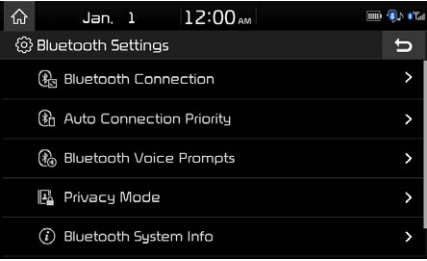 Jan. 1 12:00 AM
Bluetooth Settings
Bluetooth Connection
Auto Connection Priority
Bluetooth Voice Prompts
Privacy Mode
Bluetooth System Info